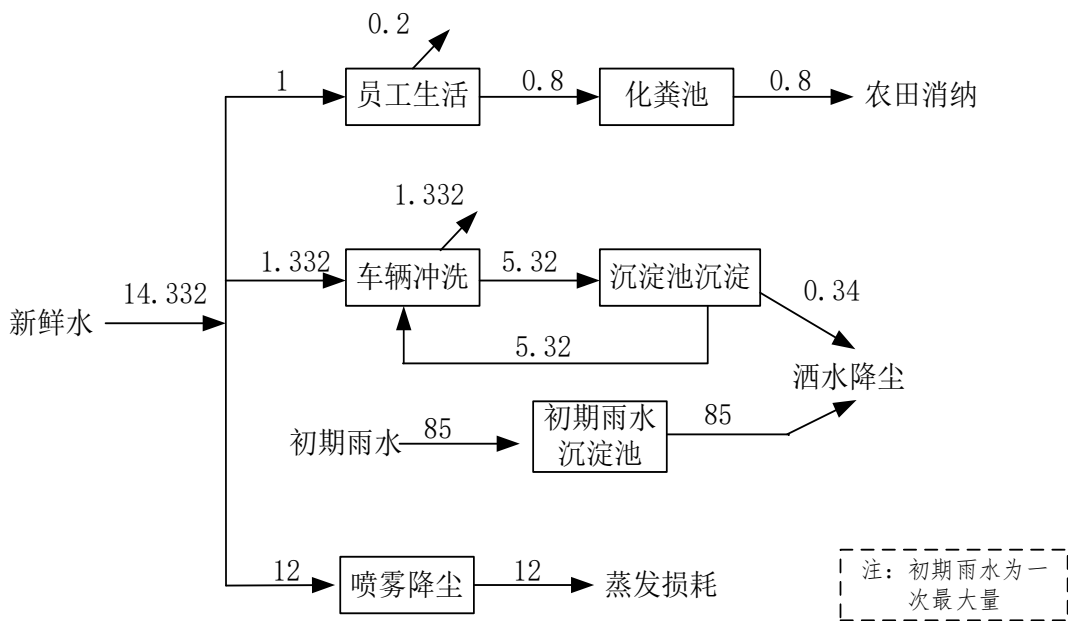 0.2
1
员工生活
0.8
化粪池
0.8
农田消纳
1.332
1.332
车辆冲洗
5.32
沉淀池沉淀
0.34
新鲜水
14.332
5.32
洒水降尘
初期雨水
85
初期雨水
沉淀池
85
12
喷雾降尘
12
蒸发损耗
注：初期雨水为一
次最大量